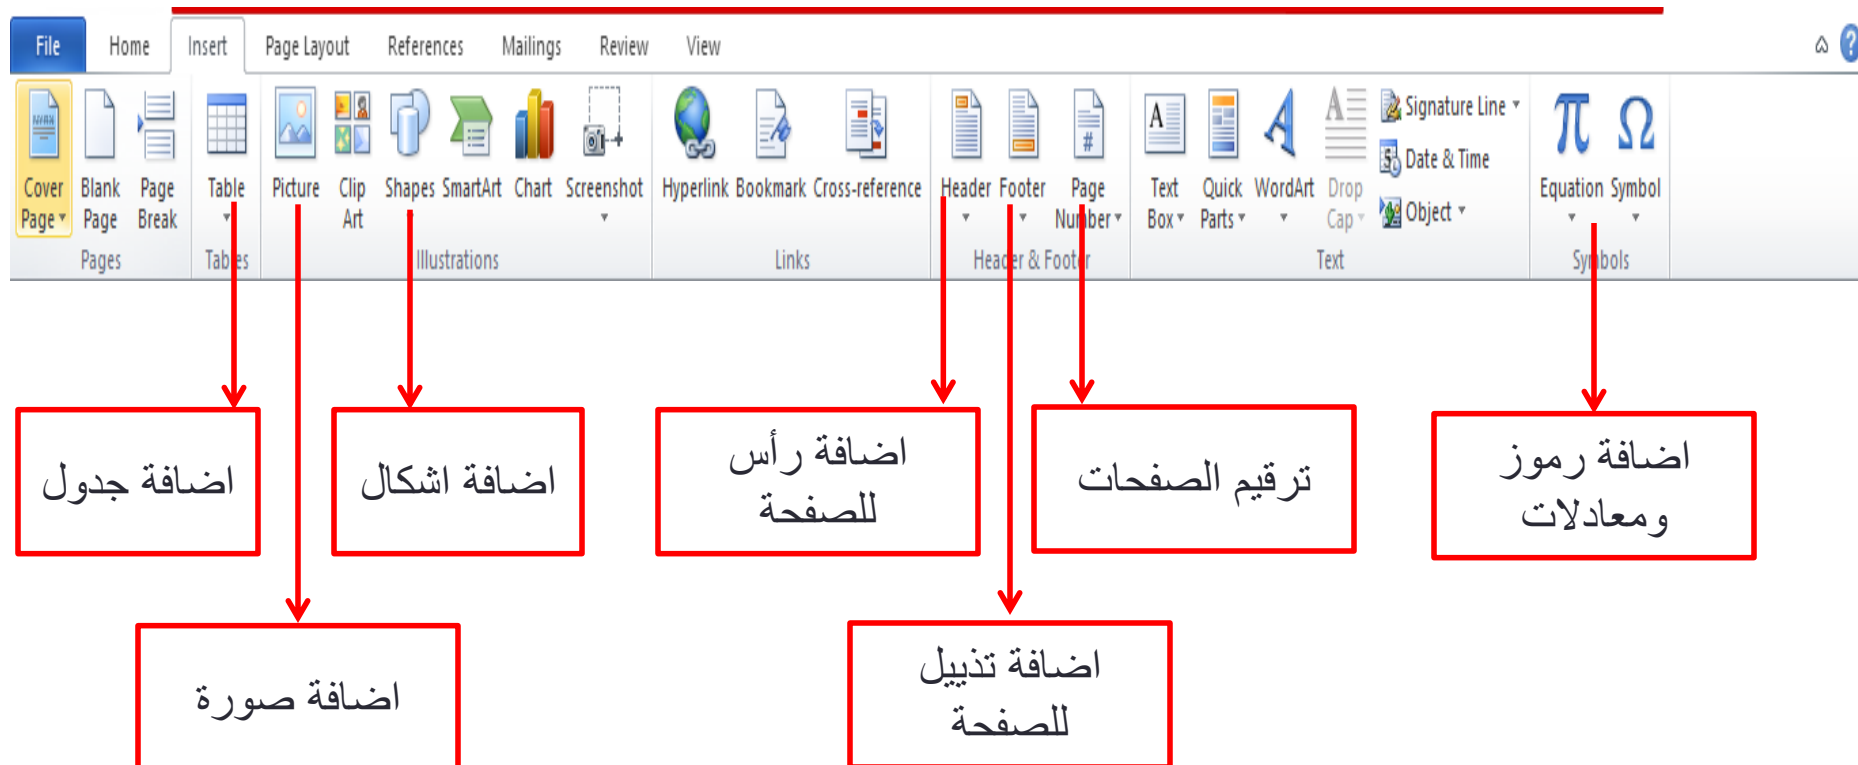 File Home Insert Page Layout References Mailings Review View
Cover Page
Blank Page
Page Break
Table
Picture
Clip Art
Shapes
SmartArt
Chart
Screenshot
Hyperlink
Bookmark
Cross-reference
Header
Footer
Page Number
Text Box
Quick Parts
WordArt
Drop Cap
Signature Line
Date & Time
Object
Equation
Symbol
Pages
Tables
Illustrations
Links
Header & Footer
Text
Symbols
اضافة جدول
اضافة اشكال
اضافة رأس
للصفحة
ترقيم الصفحات
اضافة رموز
ومعادلات
اضافة صورة
اضافة تذييل
للصفحة